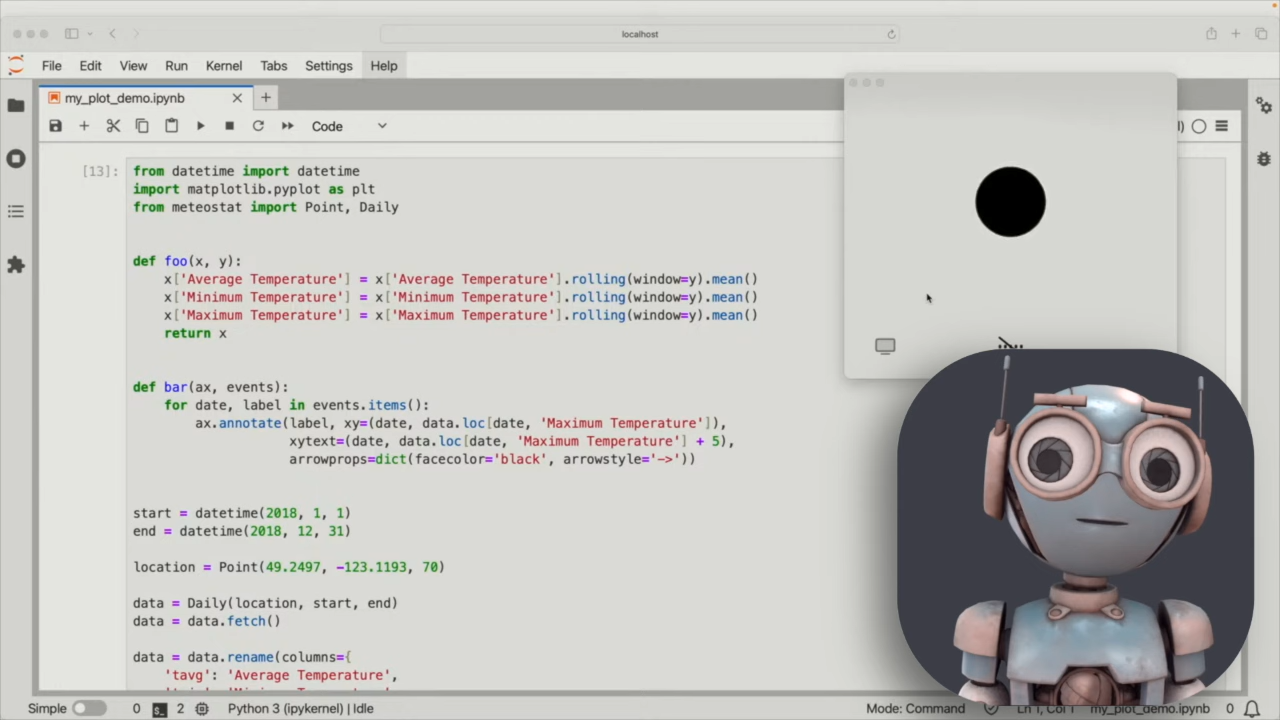 localhost
File Edit View Run Kernel Tabs Settings Help
my_plot_demo.ipynb
Code
[13]:
from datetime import datetime
import matplotlib.pyplot as plt
from meteostat import Point, Daily
def foo(x, y):
x['Average Temperature'] = x['Average Temperature'].rolling(window=y).mean()
x['Minimum Temperature'] = x['Minimum Temperature'].rolling(window=y).mean()
x['Maximum Temperature'] = x['Maximum Temperature'].rolling(window=y).mean()
return x
def bar(ax, events):
for date, label in events.items():
ax.annotate(label, xy=(date, data.loc[date, 'Maximum Temperature']),
xytext=(date, data.loc[date, 'Maximum Temperature'] + 5),
arrowprops=dict(facecolor='black', arrowstyle='->'))
start = datetime(2018, 1, 1)
end = datetime(2018, 12, 31)
location = Point(49.2497, -123.1193, 70)
data = Daily(location, start, end)
data = data.fetch()
data = data.rename(columns={
'tavg': 'Average Temperature',
Simple 0 2 Python 3 (ipykernel) | Idle Mode: Command Ln 1, Col 1 my_plot_demo.ipynb 0